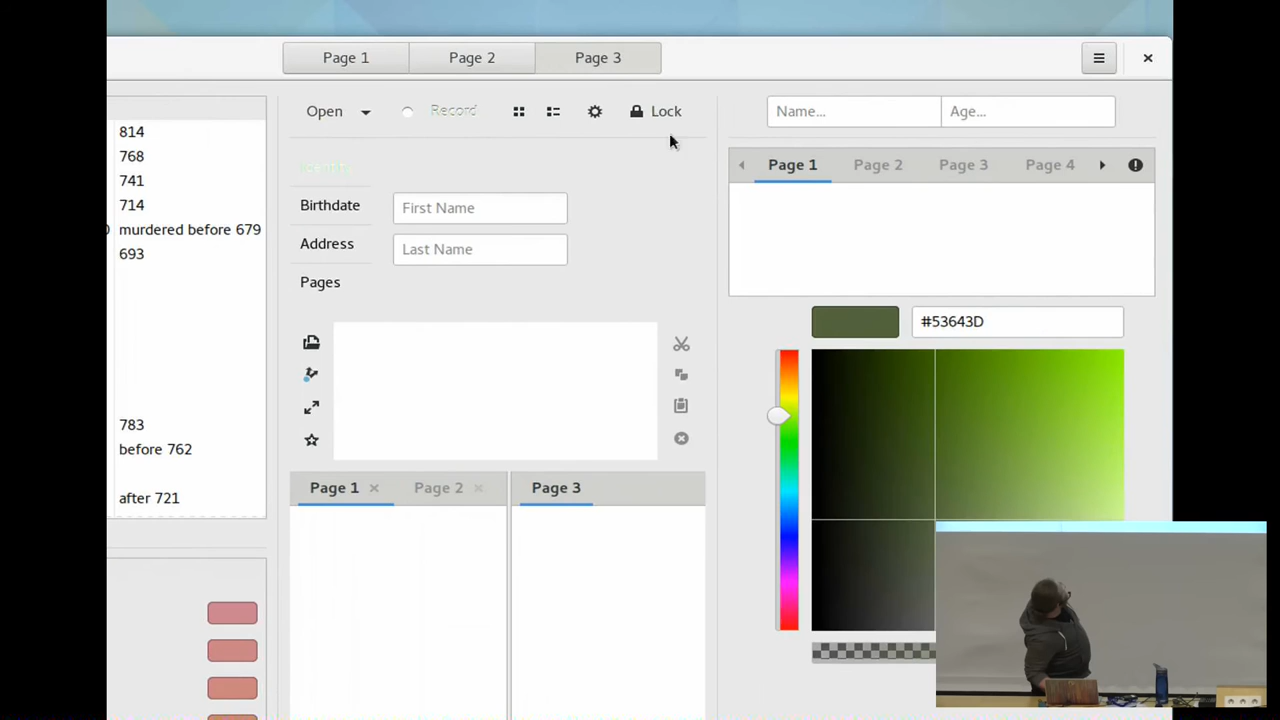 Page 1 Page 2 Page 3
Open Record Lock Name... Age...
814
768
741
714
murdered before 679
693
783
before 762
after 721
Birthdate First Name
Address Last Name
Pages
Page 1 Page 2 Page 3 Page 4
#53643D
Page 1 Page 2 Page 3